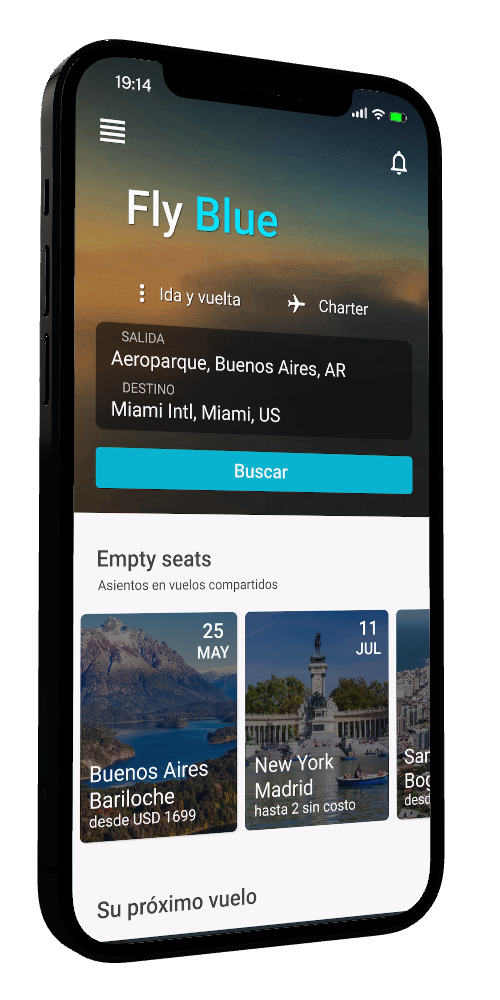 19:14
Fly Blue
Ida y vuelta
Charter
SALIDA
Aeroparque, Buenos Aires, AR
DESTINO
Miami Intl, Miami, US
Buscar
Empty seats
Asientos en vuelos compartidos
25
MAY
Buenos Aires
Bariloche
desde USD 1699
11
JUL
New York
Madrid
hasta 2 sin costo
San
Bog
desd
Su próximo vuelo